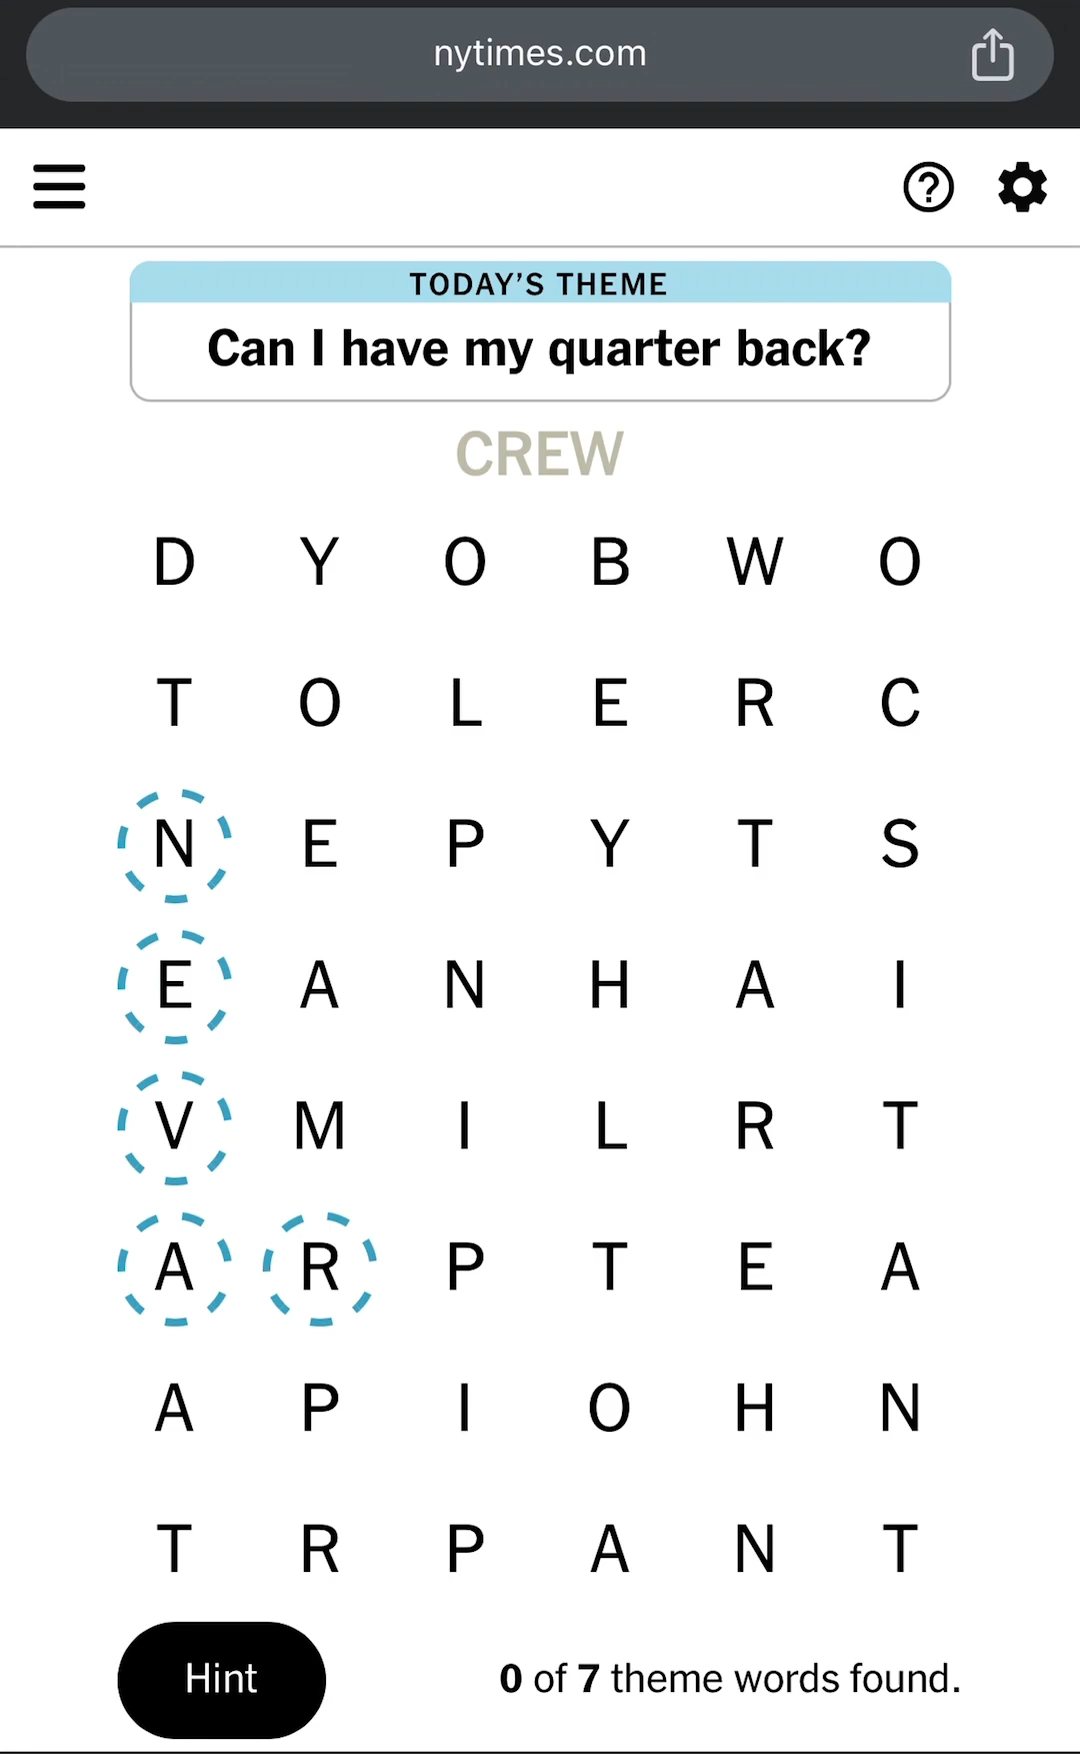 nytimes.com
TODAY'S THEME
Can I have my quarter back?
CREW
D Y O B W O
T O L E R C
N E P Y T S
E A N H A I
V M I L R T
A R P T E A
A P I O H N
T R P A N T
Hint
0 of 7 theme words found.